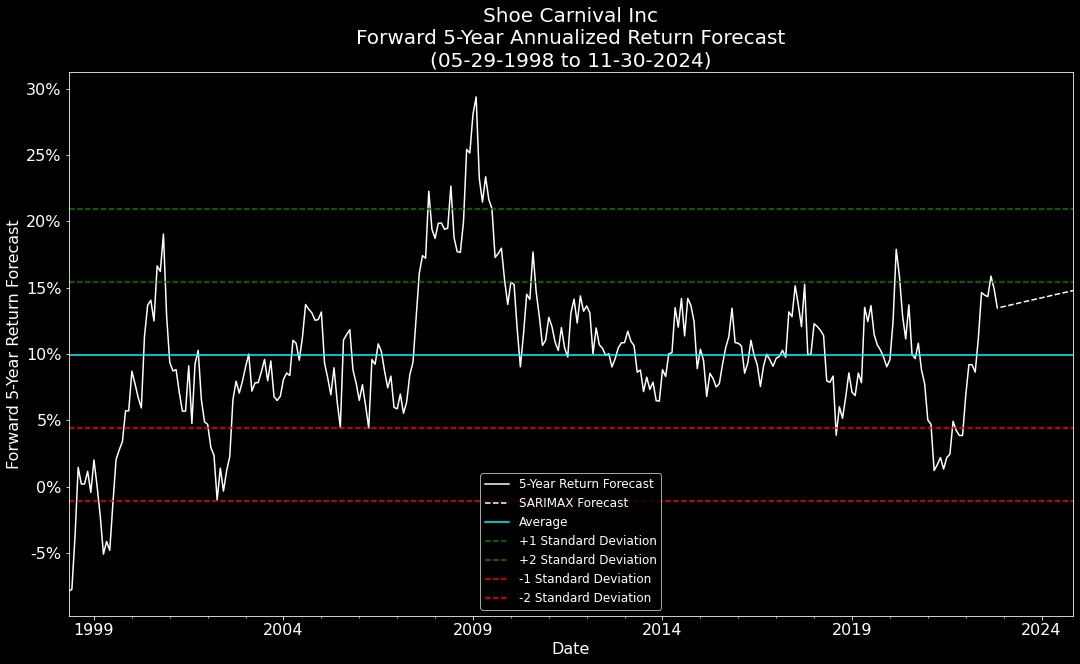 Shoe Carnival Inc
Forward 5-Year Annualized Return Forecast
(05-29-1998 to 11-30-2024)
30%
25%
20%
15%
10%
5%
0%
-5%
Forward 5-Year Return Forecast
5-Year Return Forecast
SARIMAX Forecast
Average
+1 Standard Deviation
+2 Standard Deviation
-1 Standard Deviation
-2 Standard Deviation
1999
2004
2009
2014
2019
2024
Date